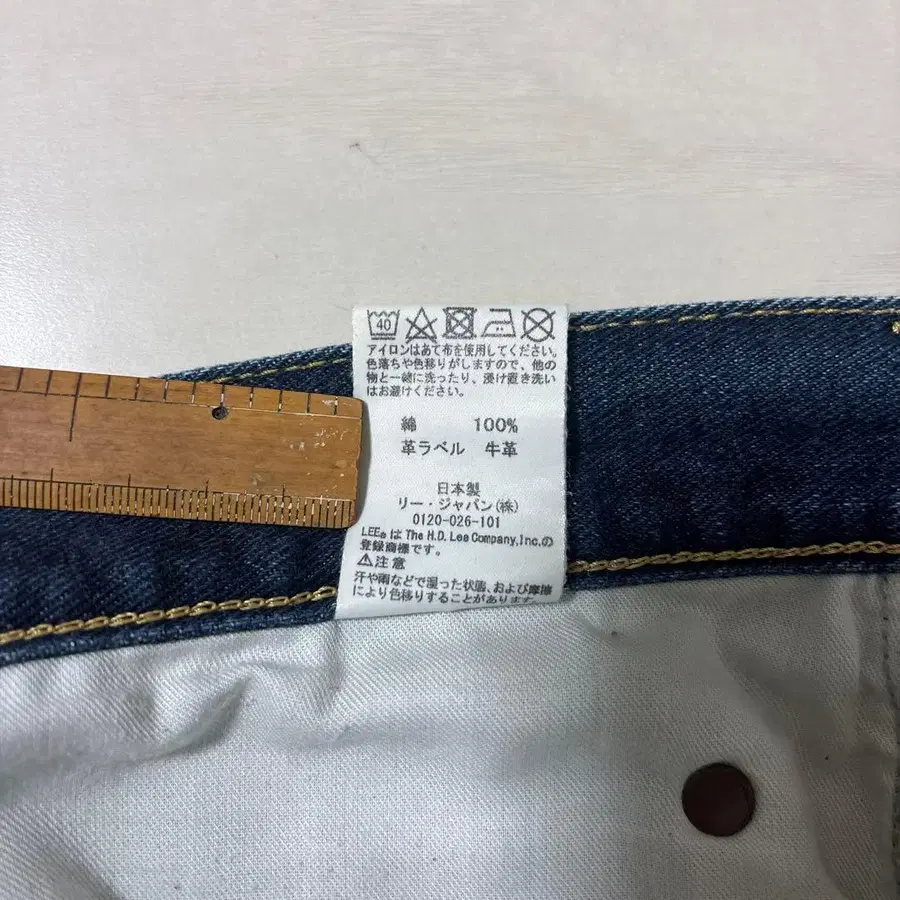 40
アイロンはあて布を使用してください。
色落ちや色移りがしますので、他の
物と一緒に洗ったり、浸け置き洗い
はお避けください。
綿 100%
革ラベル 牛革
日本製
リー・ジャパン(株)
0120-026-101
LEE® は The H.D. Lee Company,Inc.の
登録商標です。
⚠注意
汗や雨などで湿った状態、および摩擦
により色移りすることがあります。